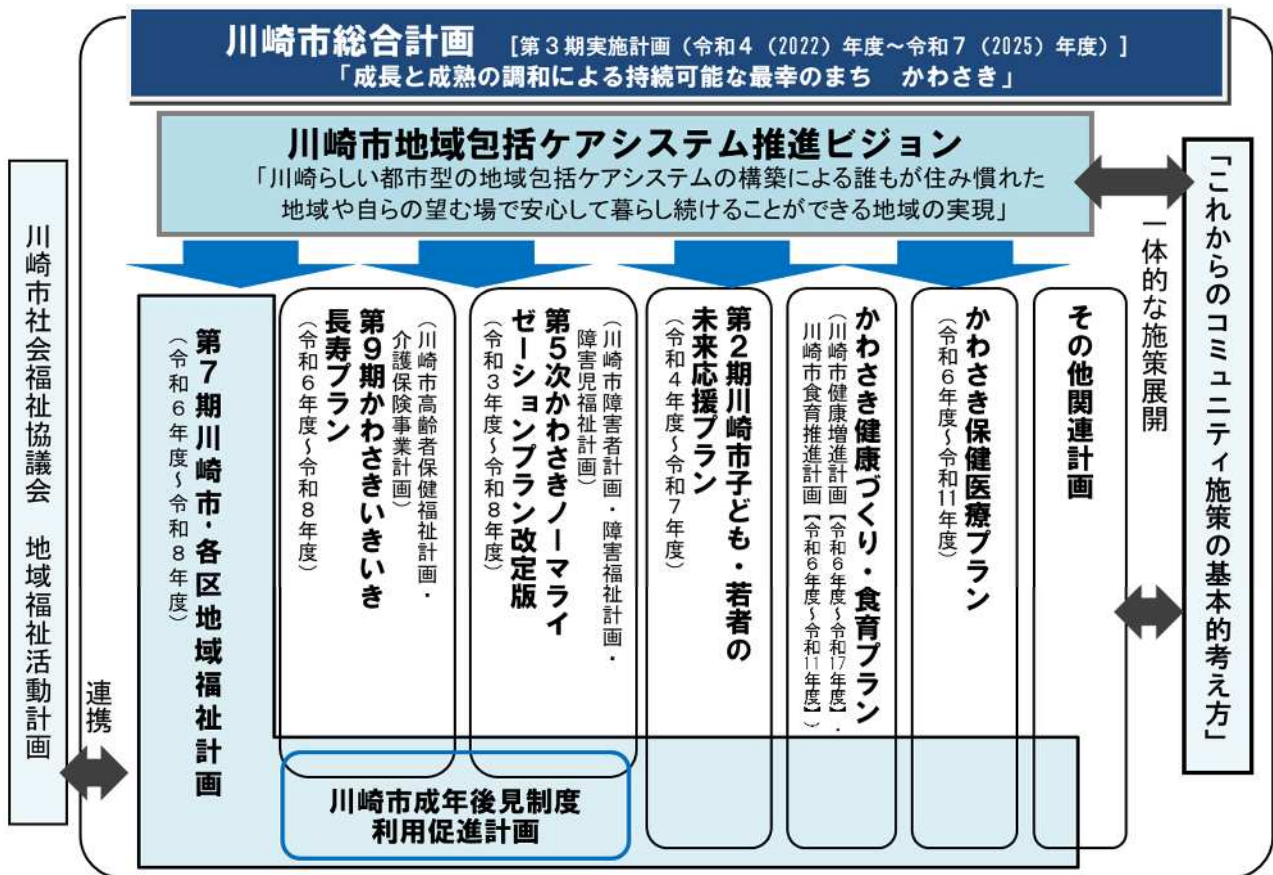 川崎市総合計画 [第3期実施計画(令和4(2022)年度~令和7(2025)年度)]
「成長と成熟の調和による持続可能な最幸のまち　かわさき」
川崎市地域包括ケアシステム推進ビジョン
「川崎らしい都市型の地域包括ケアシステムの構築による誰もが住み慣れた
地域や自らの望む場で安心して暮らし続けることができる地域の実現」
「これからのコミュニティ施策の基本的考え方」
一体的な施策展開
その他関連計画
かわさき保健医療プラン
(令和6年度~令和11年度)
かわさき健康づくり・食育プラン
(川崎市健康増進計画【令和6年度~令和17年度】・
川崎市食育推進計画【令和6年度~令和11年度】)
第2期川崎市子ども・若者の
未来応援プラン
(令和4年度~令和7年度)
(川崎市障害者計画・障害福祉計画・
障害児福祉計画)
第5次かわさきノーマライ
ゼーションプラン改定版
(令和3年度~令和8年度)
(川崎市高齢者保健福祉計画・
介護保険事業計画)
第9期かわさきいきいき
長寿プラン
(令和6年度~令和8年度)
第7期川崎市・各区地域福祉計画
(令和6年度~令和8年度)
川崎市成年後見制度
利用促進計画
連携
川崎市社会福祉協議会　地域福祉活動計画